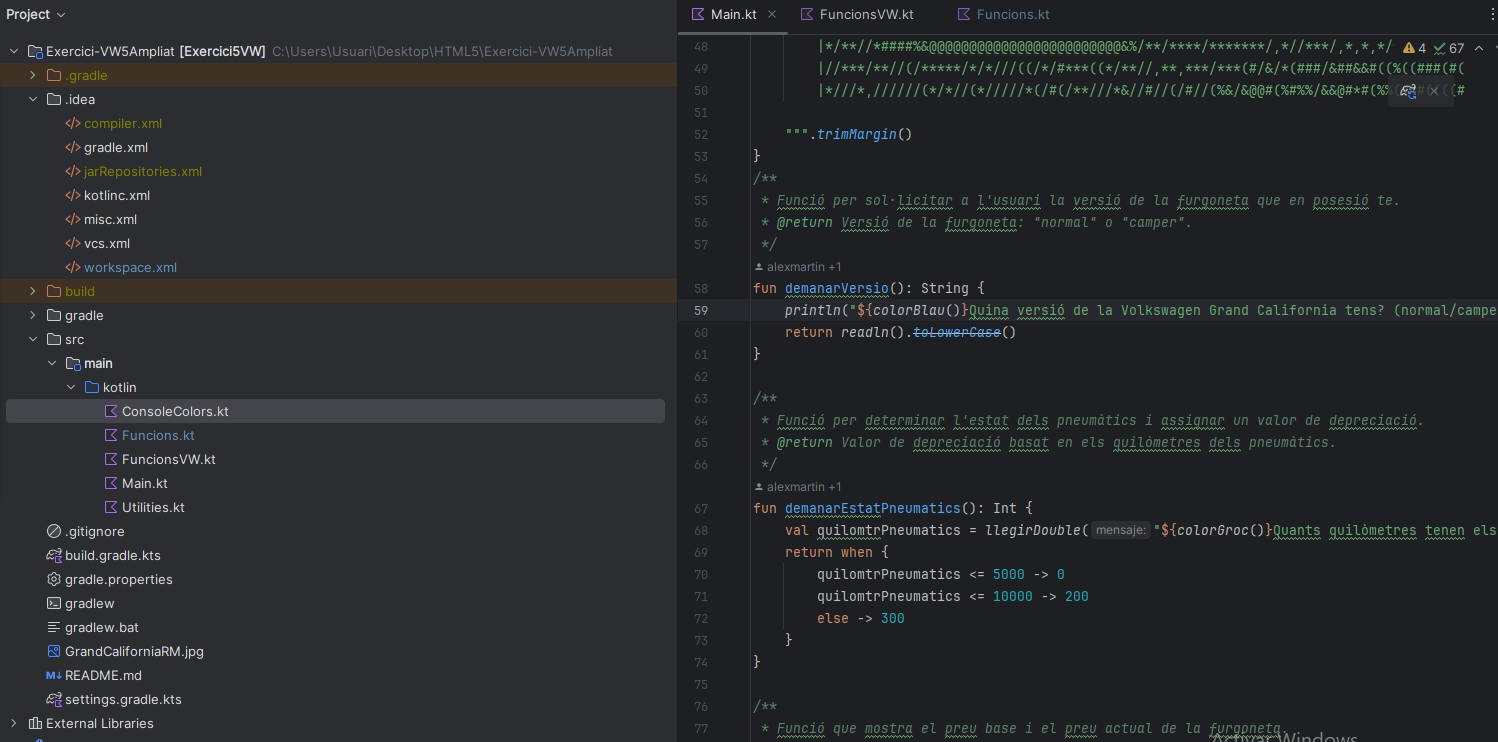 Project
Exercici-VW5Ampliat [Exercici5VW] C:\Users\Usuari\Desktop\HTML5\Exercici-VW5Ampliat
.gradle
.idea
compiler.xml
gradle.xml
jarRepositories.xml
kotlinc.xml
misc.xml
vcs.xml
workspace.xml
build
gradle
src
main
kotlin
ConsoleColors.kt
Funcions.kt
FuncionsVW.kt
Main.kt
Utilities.kt
.gitignore
build.gradle.kts
gradle.properties
gradlew
gradlew.bat
GrandCaliforniaRM.jpg
README.md
settings.gradle.kts
External Libraries
Main.kt FuncionsVW.kt Funcions.kt
4 67
48 |*/**//*####%&@@@@@@@@@@@@@@@@@@@@@@@@&%/**/****/*******/,*//***/,*,*,*/
49 |//***/**//(/*****/*/*///((/*/#***((*/**//,**,***/***(#/&/*(###/&##&&#((%((###(#(
50 |*///*,//////(*/*//(*/////*(/#(/**///*&//#//(/#//(%&/&@@#(%#%%/&&@#*#(%%
51
52 """.trimMargin()
53 }
54 /**
55 * Funció per sol·licitar a l'usuari la versió de la furgoneta que en posesió te.
56 * @return Versió de la furgoneta: "normal" o "camper".
57 */
alexmartin +1
58 fun demanarVersio(): String {
59 println("${colorBlau()}Quina versió de la Volkswagen Grand California tens? (normal/campe
60 return readln().toLowerCase()
61 }
62
63 /**
64 * Funció per determinar l'estat dels pneumàtics i assignar un valor de depreciació.
65 * @return Valor de depreciació basat en els quilòmetres dels pneumàtics.
66 */
alexmartin +1
67 fun demanarEstatPneumatics(): Int {
68 val quilomtrPneumatics = llegirDouble( mensaje: "${colorGroc()}Quants quilòmetres tenen els
69 return when {
70 quilomtrPneumatics <= 5000 -> 0
71 quilomtrPneumatics <= 10000 -> 200
72 else -> 300
73 }
74 }
75
76 /**
77 * Funció que mostra el preu base i el preu actual de la furgoneta.
Activar Windows